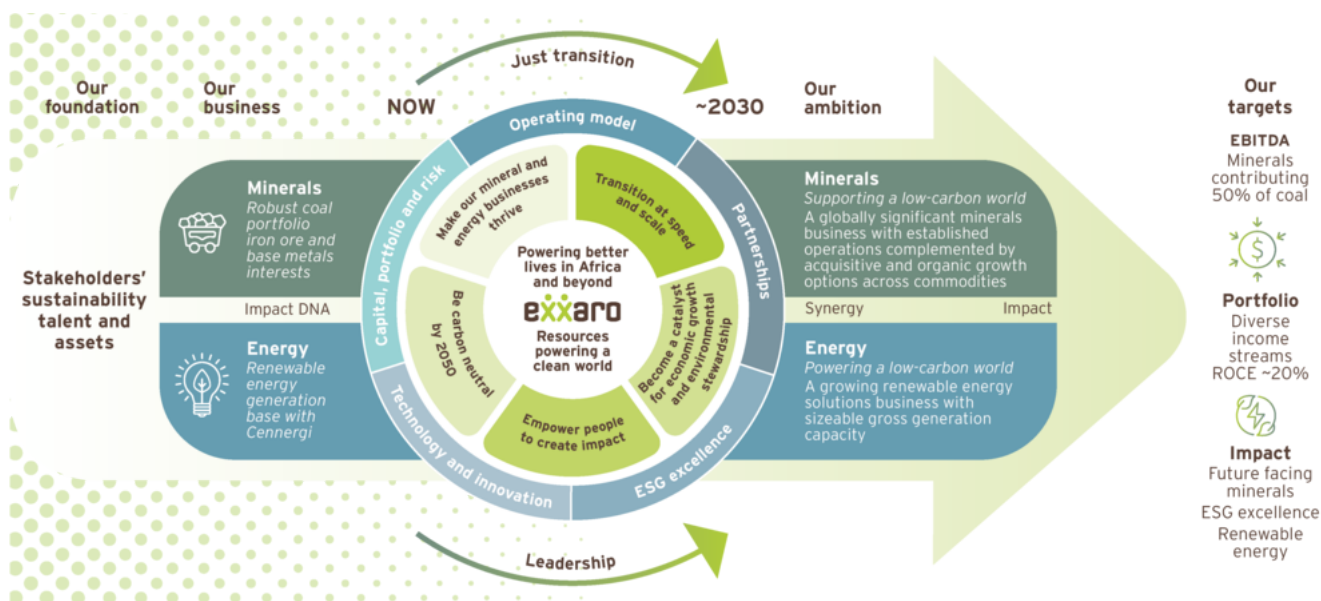 Our
foundation
Our
business
NOW
Just transition
~2030
Our
ambition
Our
targets
Stakeholders'
sustainability
talent and
assets
Minerals
Robust coal
portfolio
iron ore and
base metals
interests
Impact DNA
Energy
Renewable
energy
generation
base with
Cennergi
Operating model
Partnerships
ESG excellence
Technology and innovation
Capital, portfolio and risk
Make our mineral and
energy businesses
thrive
Transition at speed
and scale
Become a catalyst
for economic growth
and environmental
stewardship
Empower people
to create impact
Be carbon neutral
by 2050
Powering better
lives in Africa
and beyond
exxaro
Resources
powering a
clean world
Leadership
Minerals
Supporting a low-carbon world
A globally significant minerals
business with established
operations complemented by
acquisitive and organic growth
options across commodities
Synergy
Impact
Energy
Powering a low-carbon world
A growing renewable energy
solutions business with
sizeable gross generation
capacity
EBITDA
Minerals
contributing
50% of coal
$
Portfolio
Diverse
income
streams
ROCE ~20%
Impact
Future facing
minerals
ESG excellence
Renewable
energy